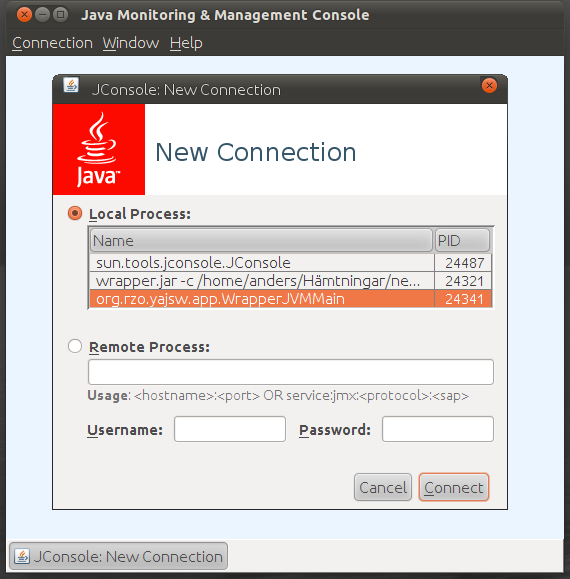 Java Monitoring & Management Console
Connection Window Help
JConsole: New Connection
Java™
New Connection
Local Process:
Name PID
sun.tools.jconsole.JConsole 24487
wrapper.jar -c /home/anders/Hämtningar/ne... 24321
org.rzo.yajsw.app.WrapperJVMMain 24341
Remote Process:
Usage: <hostname>:<port> OR service:jmx:<protocol>:<sap>
Username: Password:
Cancel Connect
JConsole: New Connection